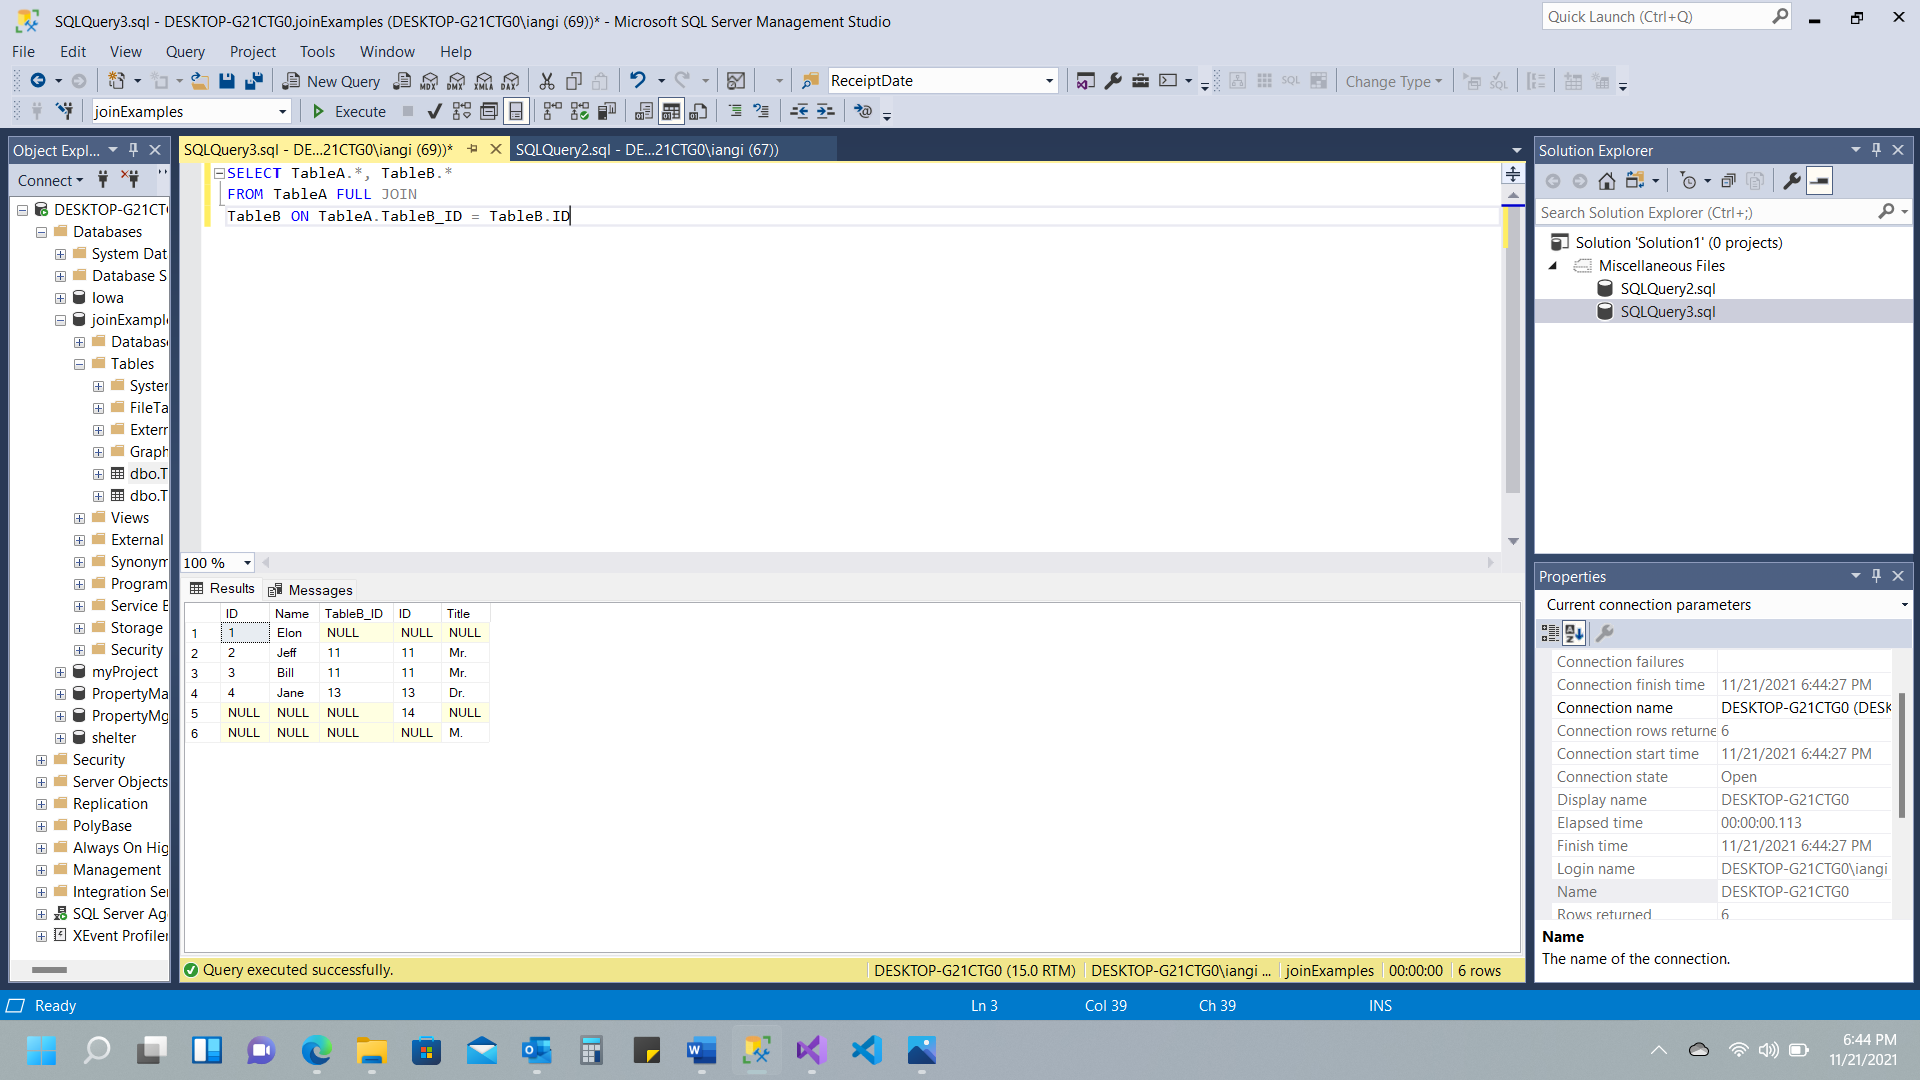 SQLQuery3.sql - DESKTOP-G21CTG0.joinExamples (DESKTOP-G21CTG0\iangi (69))* - Microsoft SQL Server Management Studio
Quick Launch (Ctrl+Q)
File Edit View Query Project Tools Window Help
New Query MDX DMX XMLA DAX ReceiptDate SQL Change Type
joinExamples Execute
Object Expl...
Connect
DESKTOP-G21CT
Databases
System Dat
Database S
Iowa
joinExample
Databas
Tables
System
FileTa
Extern
Graph
dbo.T
dbo.T
Views
External
Synonym
Program
Service B
Storage
Security
myProject
PropertyMa
PropertyMg
shelter
Security
Server Objects
Replication
PolyBase
Always On Hig
Management
Integration Ser
SQL Server Ag
XEvent Profiler
SQLQuery3.sql - DE...21CTG0\iangi (69))* SQLQuery2.sql - DE...21CTG0\iangi (67))
SELECT TableA.*, TableB.*
FROM TableA FULL JOIN
TableB ON TableA.TableB_ID = TableB.ID
100 %
Results Messages
ID Name TableB_ID ID Title
1 1 Elon NULL NULL NULL
2 2 Jeff 11 11 Mr.
3 3 Bill 11 11 Mr.
4 4 Jane 13 13 Dr.
5 NULL NULL NULL 14 NULL
6 NULL NULL NULL NULL M.
Query executed successfully. DESKTOP-G21CTG0 (15.0 RTM) DESKTOP-G21CTG0\iangi ... joinExamples 00:00:00 6 rows
Solution Explorer
Search Solution Explorer (Ctrl+;)
Solution 'Solution1' (0 projects)
Miscellaneous Files
SQLQuery2.sql
SQLQuery3.sql
Properties
Current connection parameters
Connection failures
Connection finish time 11/21/2021 6:44:27 PM
Connection name DESKTOP-G21CTG0 (DESK
Connection rows returne 6
Connection start time 11/21/2021 6:44:27 PM
Connection state Open
Display name DESKTOP-G21CTG0
Elapsed time 00:00:00.113
Finish time 11/21/2021 6:44:27 PM
Login name DESKTOP-G21CTG0\iangi
Name DESKTOP-G21CTG0
Rows returned 6
Name
The name of the connection.
Ready Ln 3 Col 39 Ch 39 INS
6:44 PM
11/21/2021